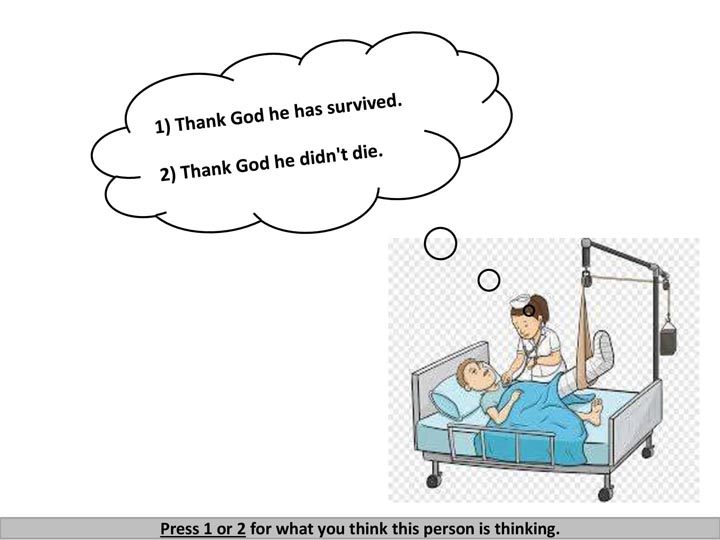 1) Thank God he has survived.
2) Thank God he didn't die.
Press 1 or 2 for what you think this person is thinking.